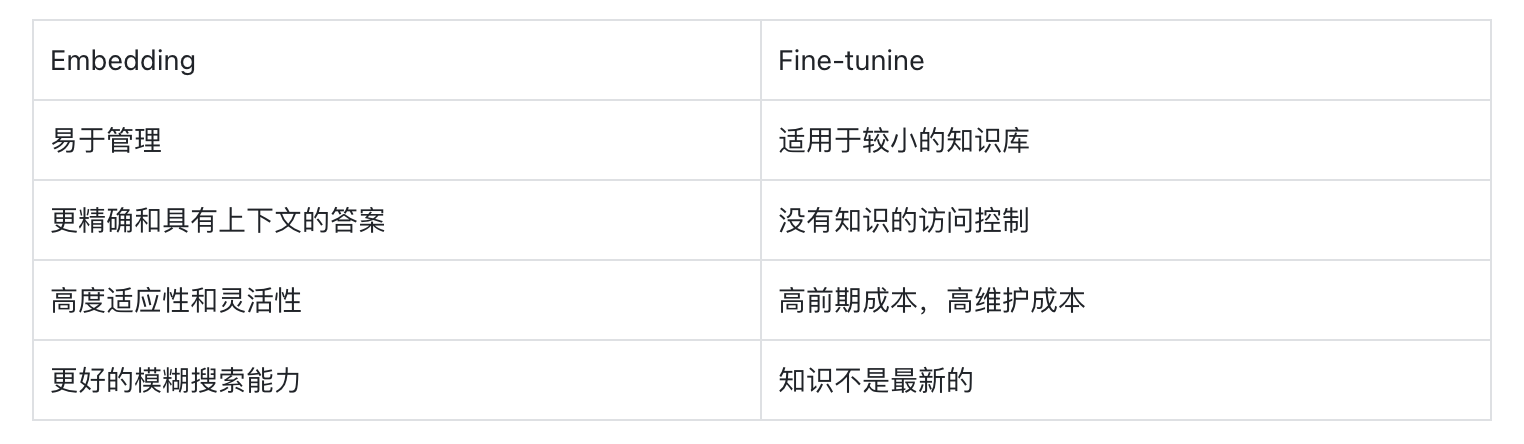 Embedding
Fine-tunine
易于管理
适用于较小的知识库
更精确和具有上下文的答案
没有知识的访问控制
高度适应性和灵活性
高前期成本，高维护成本
更好的模糊搜索能力
知识不是最新的